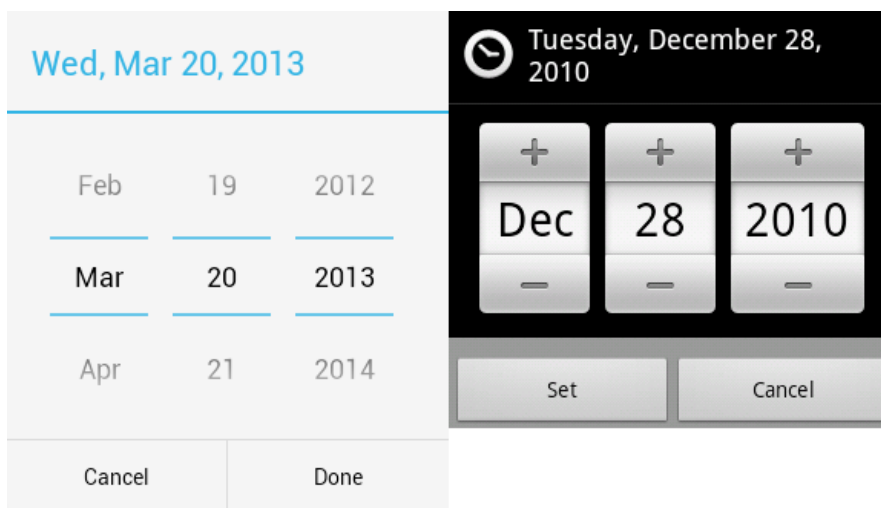 Wed, Mar 20, 2013
Feb 19 2012
Mar 20 2013
Apr 21 2014
Cancel Done
Tuesday, December 28,
2010
+ + +
Dec 28 2010
− − −
Set Cancel